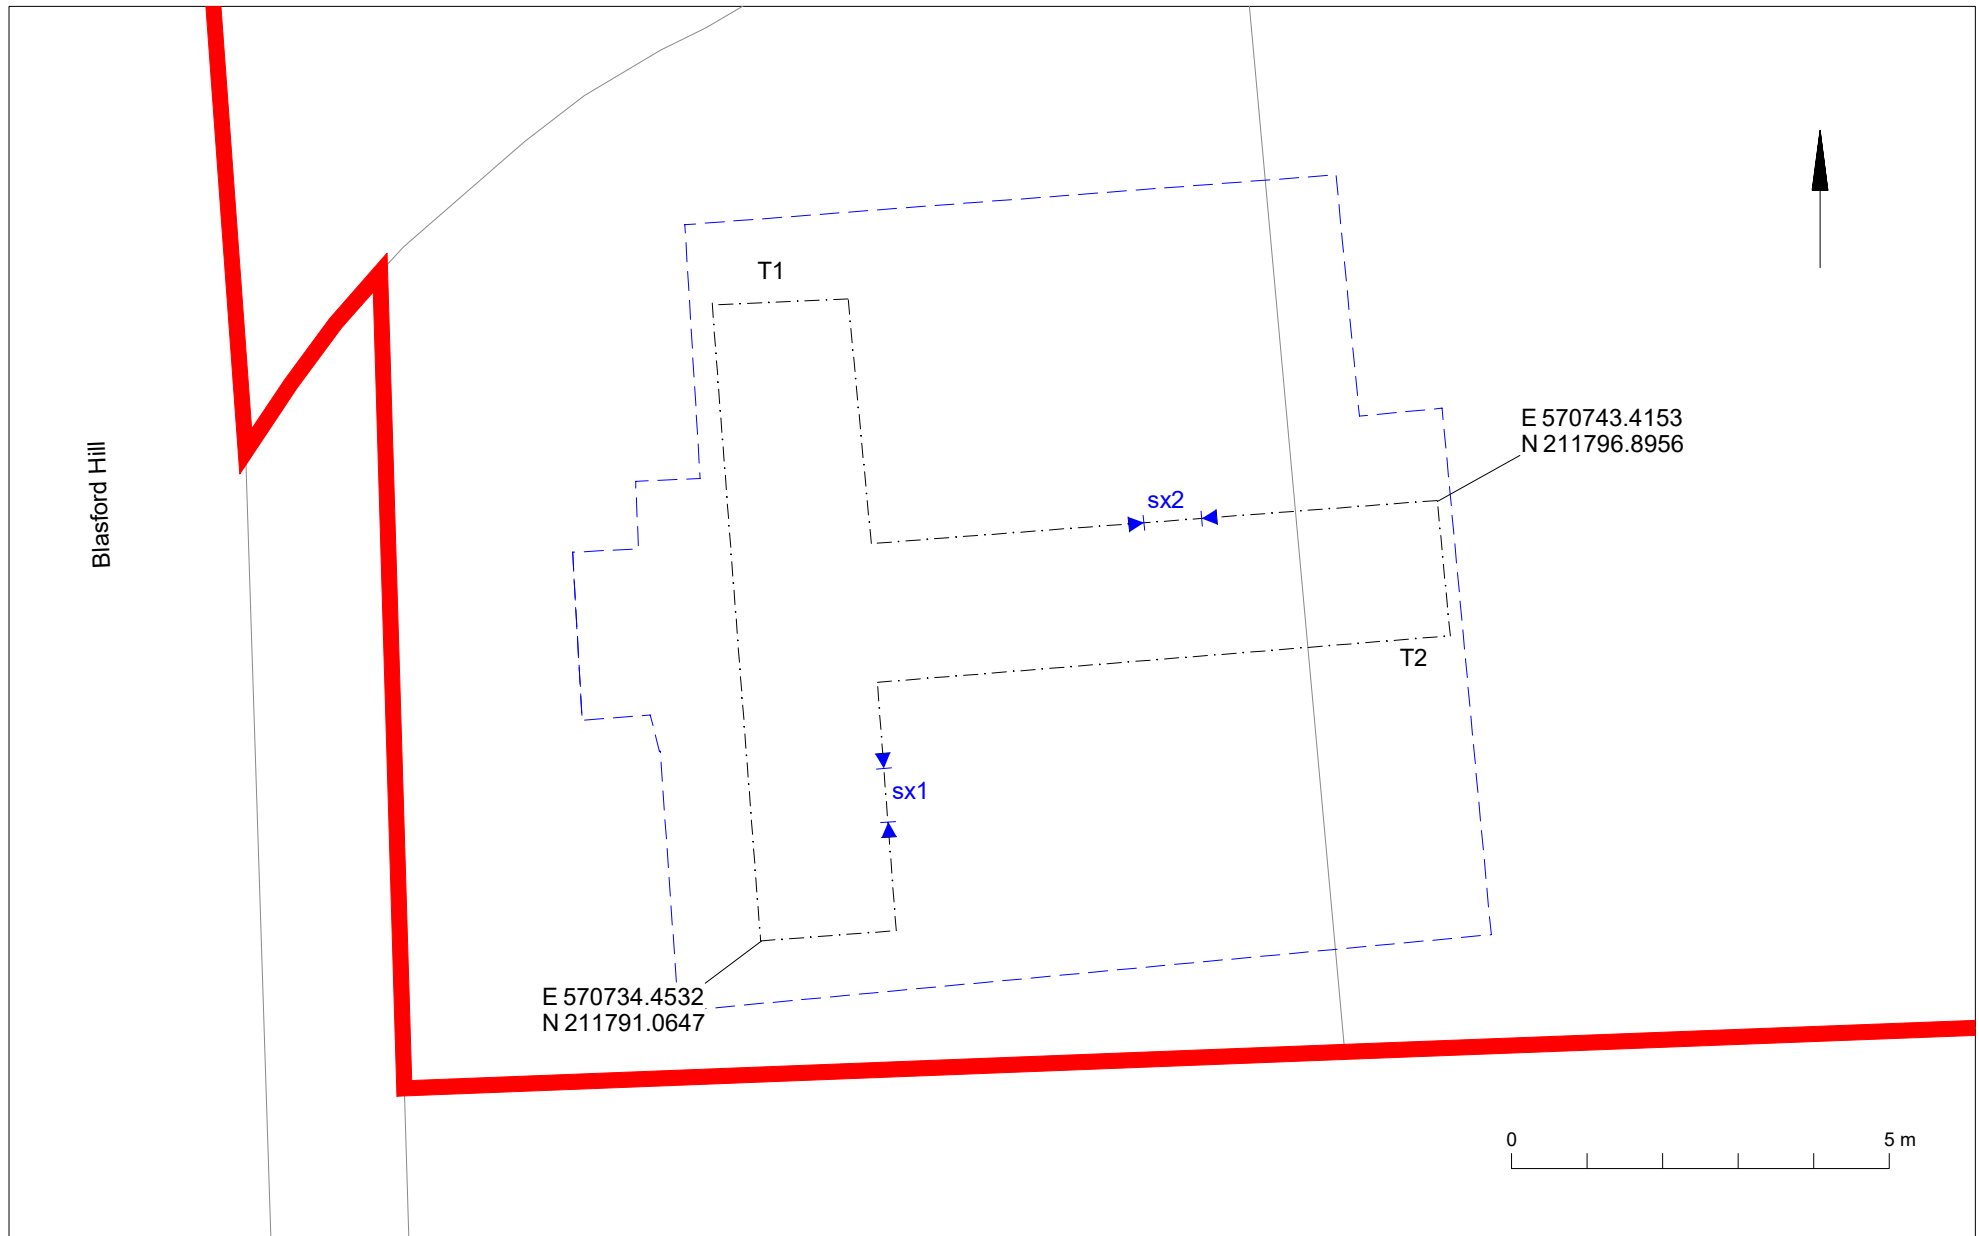 T1
E 570743.4153
N 211796.8956
Blasford Hill
sx2
T2
sx1
E 570734.4532
N 211791.0647
0 5 m